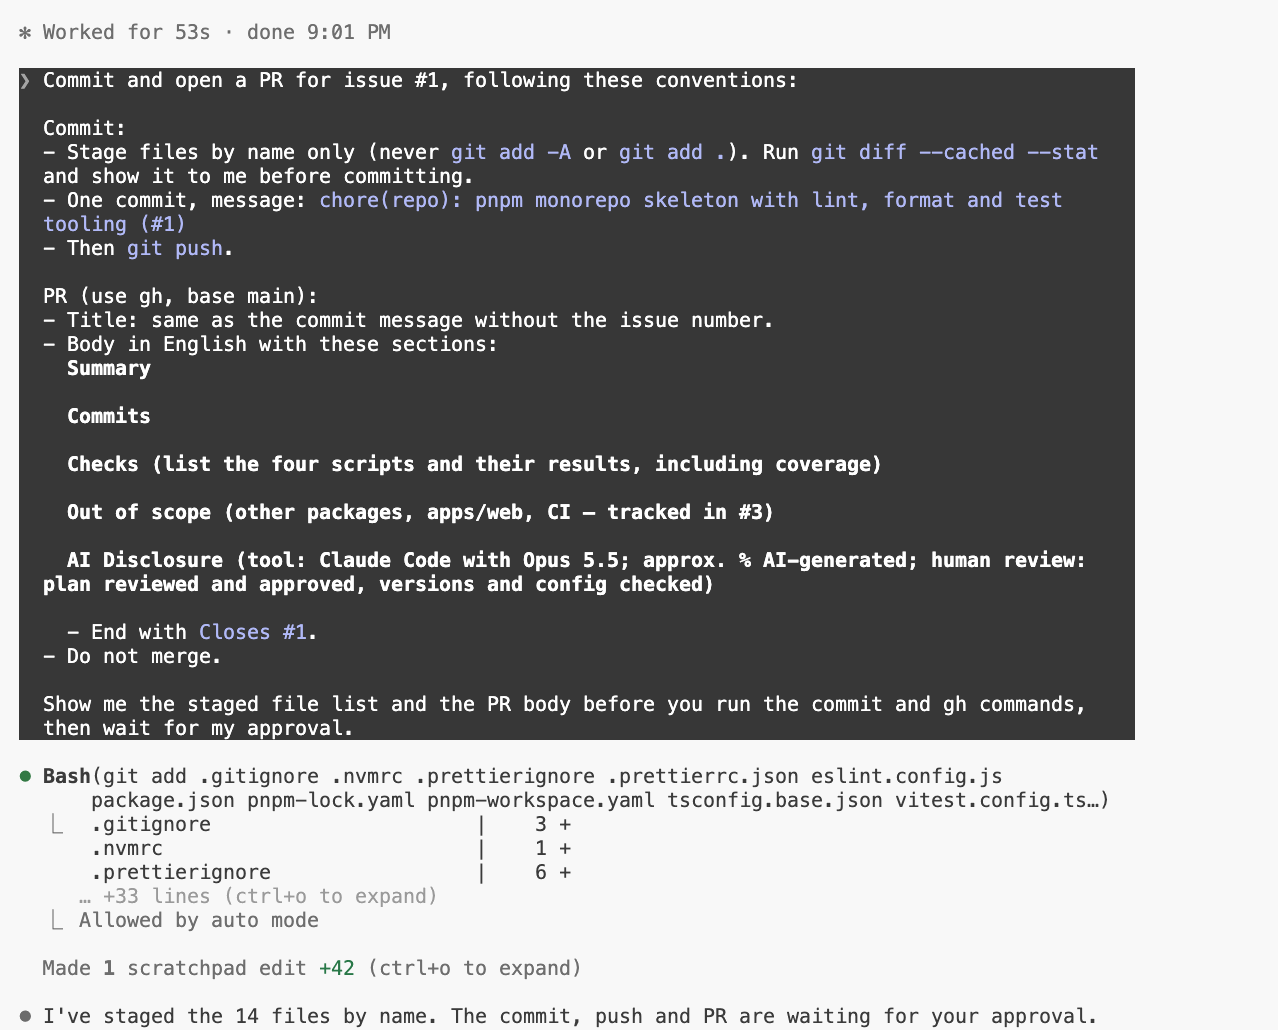 ✻ Worked for 53s · done 9:01 PM
❯ Commit and open a PR for issue #1, following these conventions:
Commit:
– Stage files by name only (never git add -A or git add .). Run git diff --cached --stat
and show it to me before committing.
– One commit, message: chore(repo): pnpm monorepo skeleton with lint, format and test
tooling (#1)
– Then git push.
PR (use gh, base main):
– Title: same as the commit message without the issue number.
– Body in English with these sections:
Summary
Commits
Checks (list the four scripts and their results, including coverage)
Out of scope (other packages, apps/web, CI — tracked in #3)
AI Disclosure (tool: Claude Code with Opus 5.5; approx. % AI-generated; human review:
plan reviewed and approved, versions and config checked)
– End with Closes #1.
– Do not merge.
Show me the staged file list and the PR body before you run the commit and gh commands,
then wait for my approval.
● Bash(git add .gitignore .nvmrc .prettierignore .prettierrc.json eslint.config.js
package.json pnpm-lock.yaml pnpm-workspace.yaml tsconfig.base.json vitest.config.ts…)
⎿ .gitignore | 3 +
.nvmrc | 1 +
.prettierignore | 6 +
… +33 lines (ctrl+o to expand)
⎿ Allowed by auto mode
Made 1 scratchpad edit +42 (ctrl+o to expand)
● I've staged the 14 files by name. The commit, push and PR are waiting for your approval.